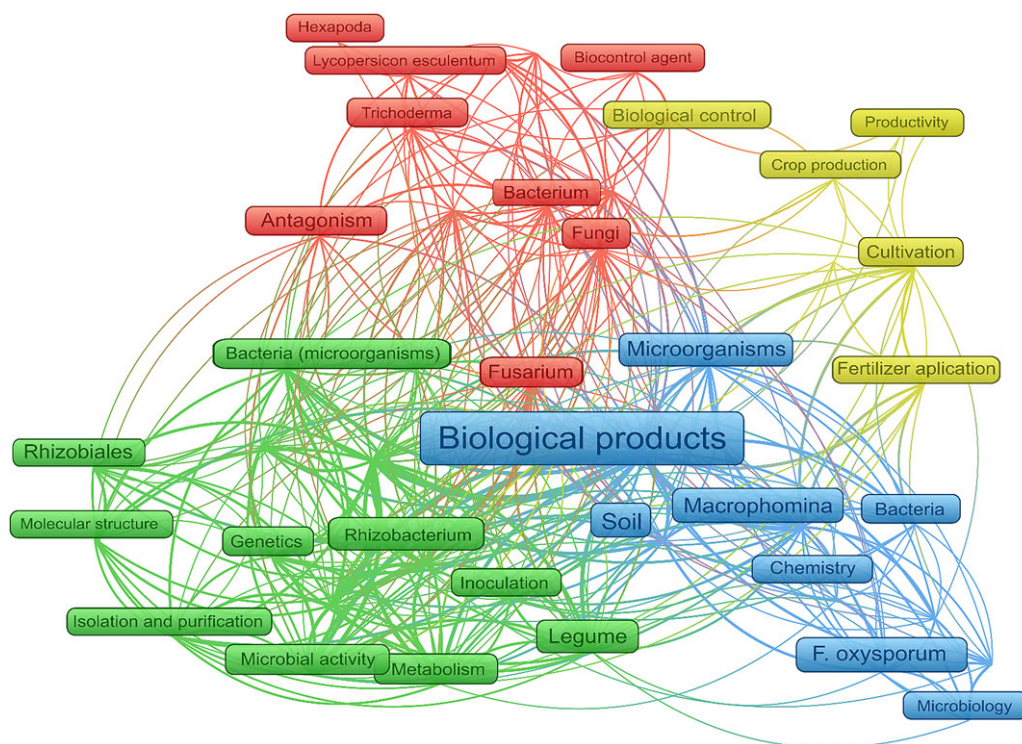 Hexapoda
Lycopersicon esculentum
Biocontrol agent
Trichoderma
Biological control
Productivity
Crop production
Bacterium
Antagonism
Fungi
Cultivation
Bacteria (microorganisms)
Microorganisms
Fusarium
Fertilizer aplication
Biological products
Rhizobiales
Macrophomina
Bacteria
Soil
Molecular structure
Genetics
Rhizobacterium
Chemistry
Inoculation
Isolation and purification
Legume
F. oxysporum
Microbial activity
Metabolism
Microbiology